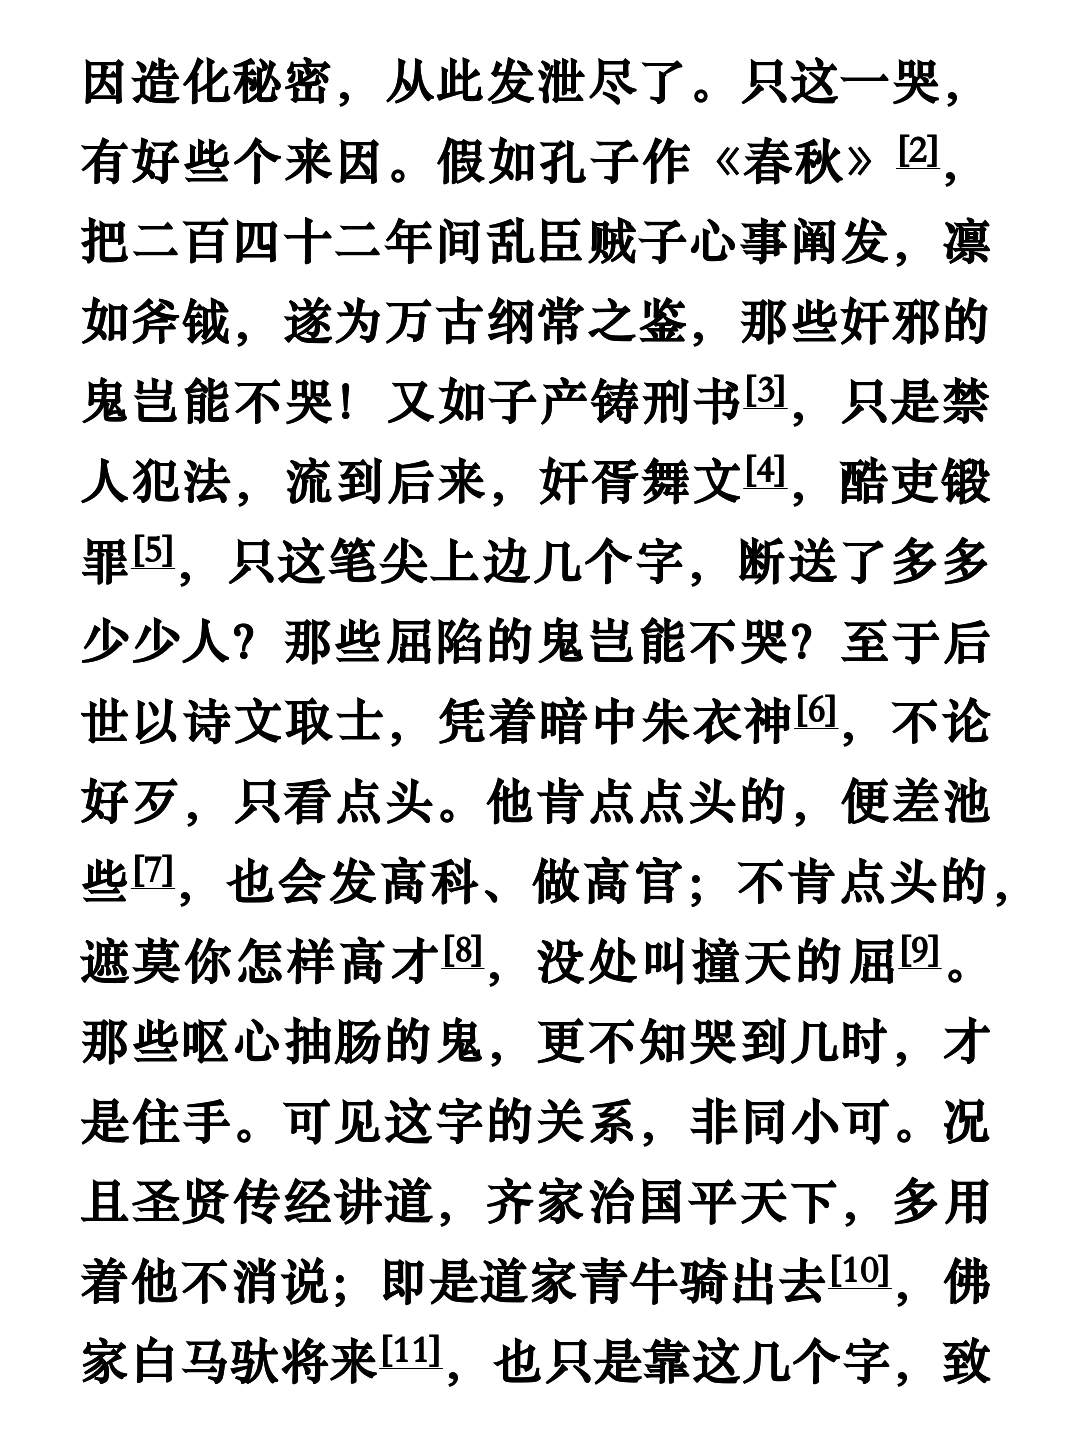 因造化秘密，从此发泄尽了。只这一哭，
有好些个来因。假如孔子作《春秋》[2]，
把二百四十二年间乱臣贼子心事阐发，凛
如斧钺，遂为万古纲常之鉴，那些奸邪的
鬼岂能不哭！又如子产铸刑书[3]，只是禁
人犯法，流到后来，奸胥舞文[4]，酷吏锻
罪[5]，只这笔尖上边几个字，断送了多多
少少人？那些屈陷的鬼岂能不哭？至于后
世以诗文取士，凭着暗中朱衣神[6]，不论
好歹，只看点头。他肯点点头的，便差池
些[7]，也会发高科、做高官；不肯点头的，
遮莫你怎样高才[8]，没处叫撞天的屈[9]。
那些呕心抽肠的鬼，更不知哭到几时，才
是住手。可见这字的关系，非同小可。况
且圣贤传经讲道，齐家治国平天下，多用
着他不消说；即是道家青牛骑出去[10]，佛
家白马驮将来[11]，也只是靠这几个字，致